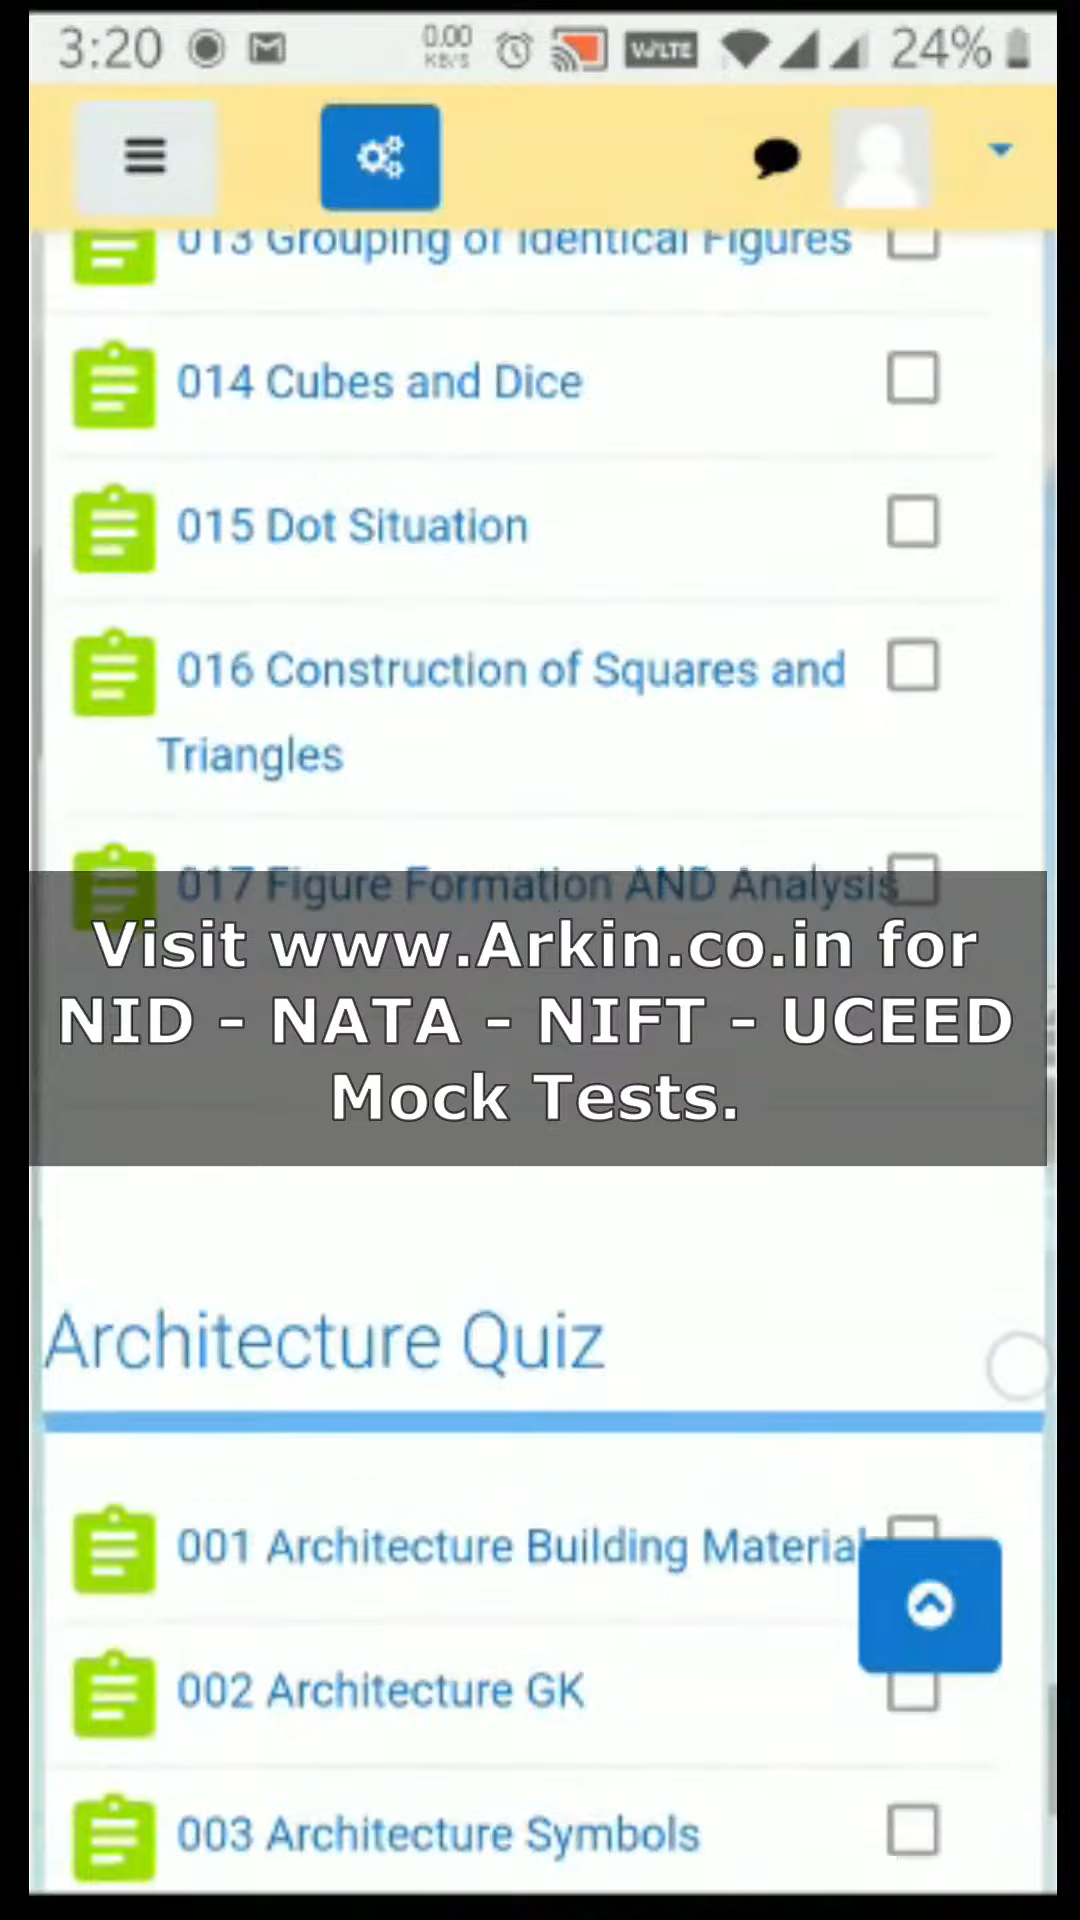 3:20 0.00 KB/S VoLTE 24%
013 Grouping of Identical Figures
014 Cubes and Dice
015 Dot Situation
016 Construction of Squares and
Triangles
017 Figure Formation AND Analysis
Visit www.Arkin.co.in for
NID - NATA - NIFT - UCEED
Mock Tests.
Architecture Quiz
001 Architecture Building Material
002 Architecture GK
003 Architecture Symbols